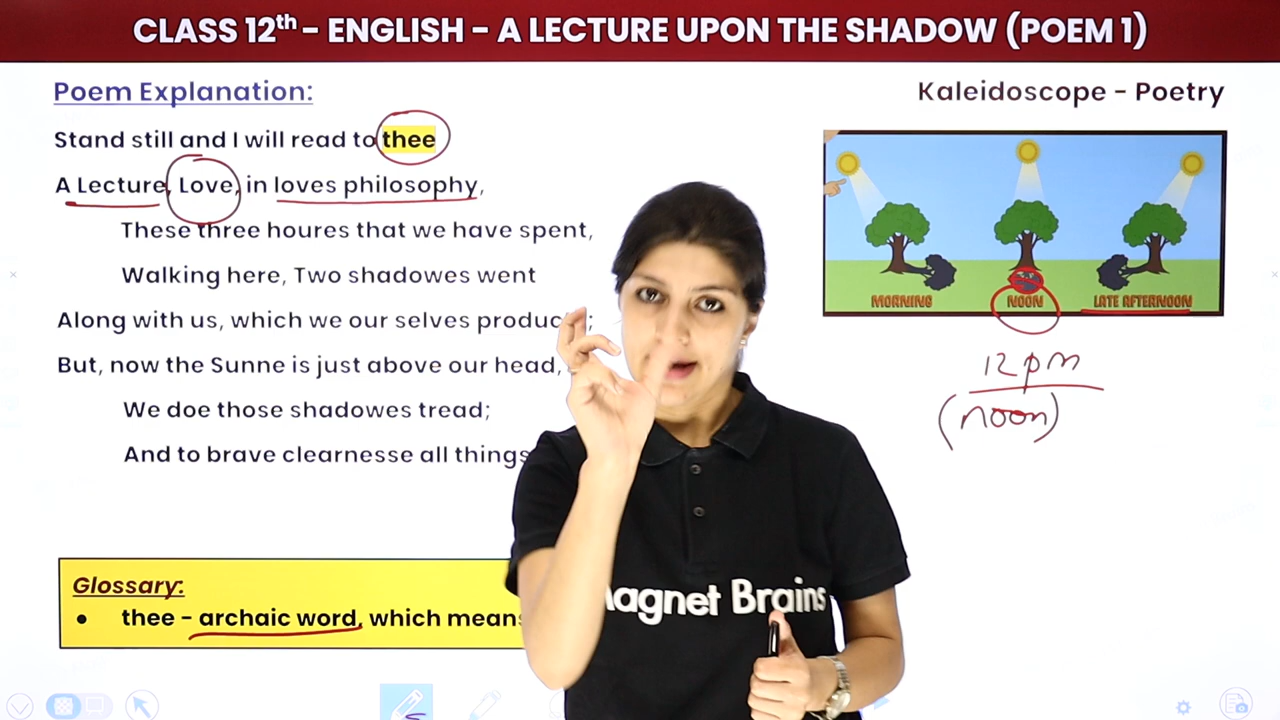 CLASS 12th – ENGLISH – A LECTURE UPON THE SHADOW (POEM 1)
Poem Explanation:
Kaleidoscope – Poetry
Stand still and I will read to thee
A Lecture, Love, in loves philosophy,
These three houres that we have spent,
Walking here, Two shadowes went
Along with us, which we our selves produc ;
But, now the Sunne is just above our head,
We doe those shadowes tread;
And to brave clearnesse all things
MORNING NOON LATE AFTERNOON
12 pm
(noon)
Glossary:
• thee – archaic word, which means
agnet Brains